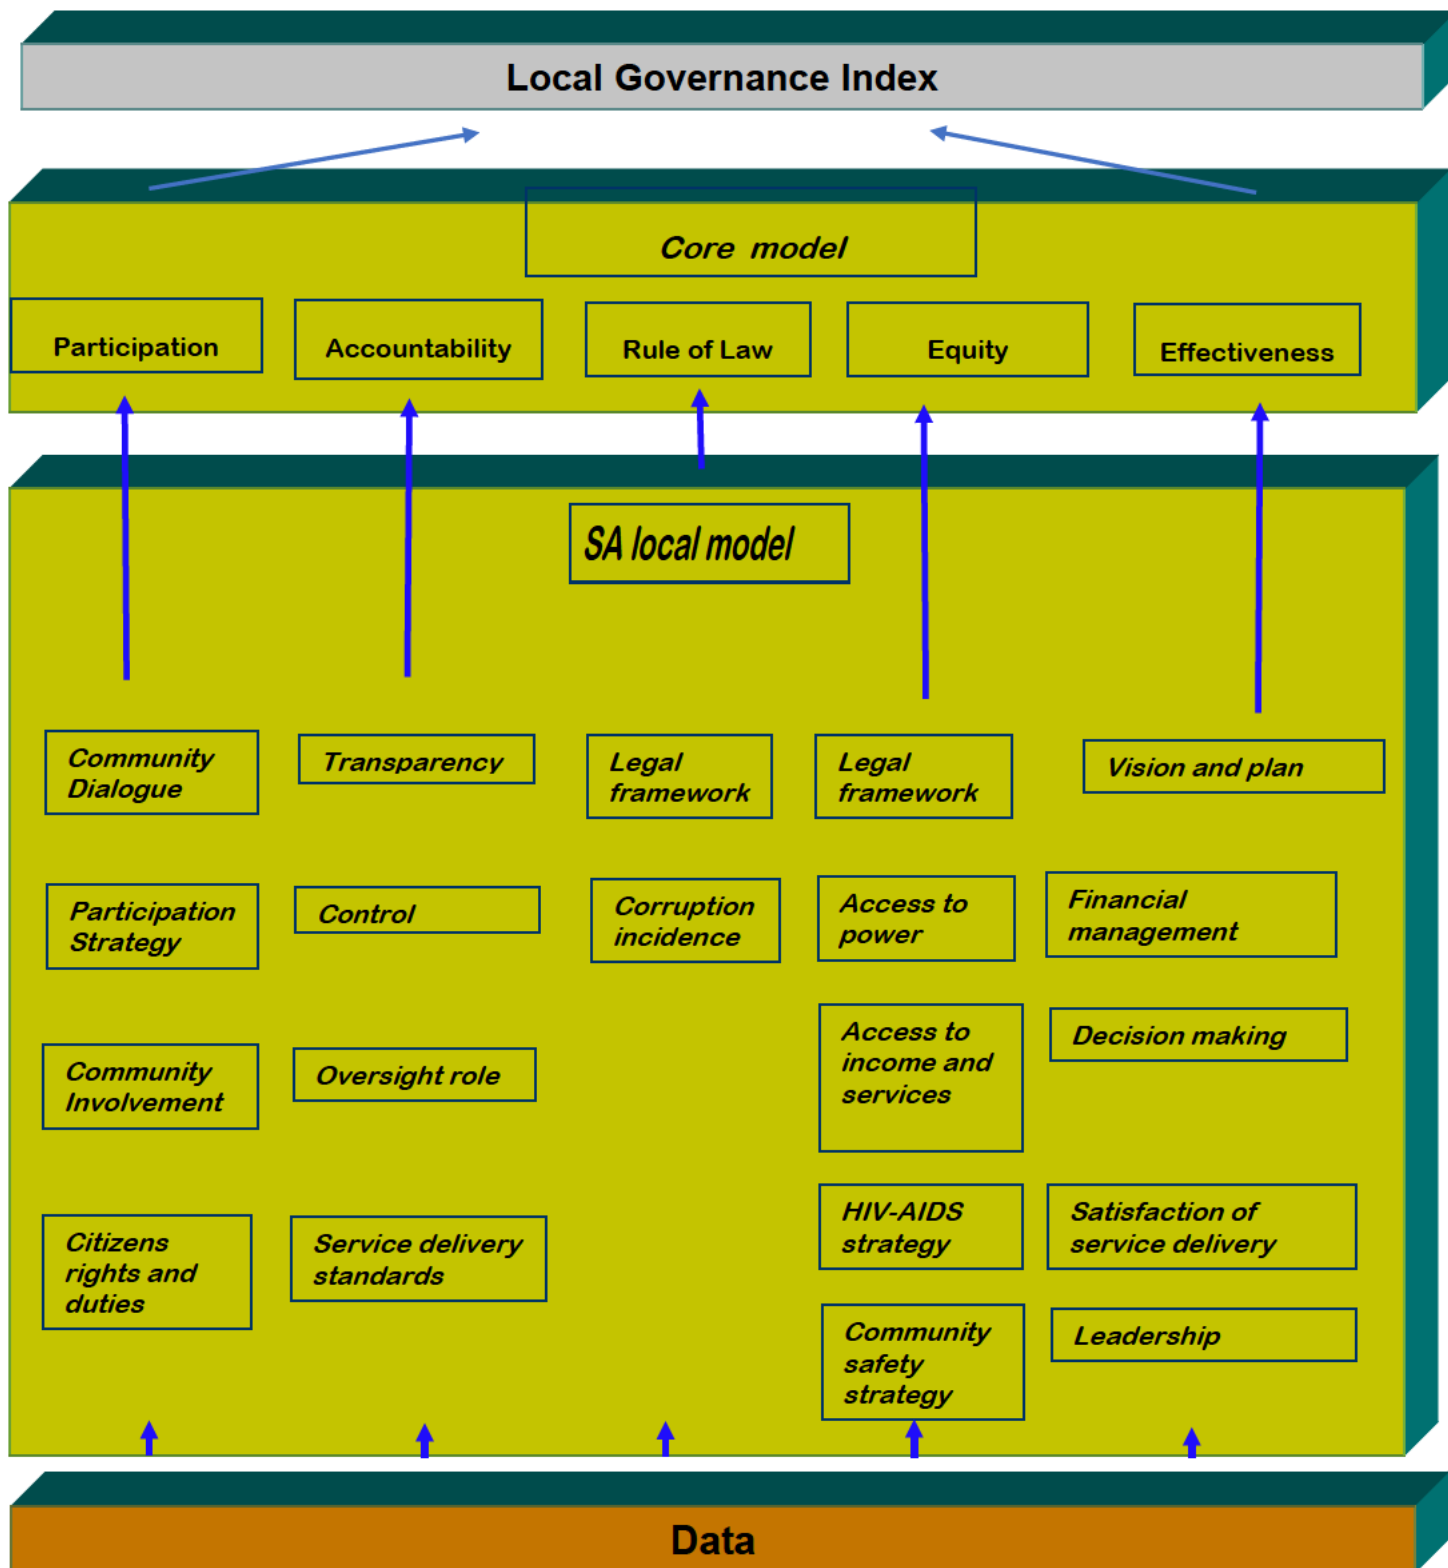 Local Governance Index
Core model
Participation
Accountability
Rule of Law
Equity
Effectiveness
SA local model
Community
Dialogue
Transparency
Legal
framework
Legal
framework
Vision and plan
Participation
Strategy
Control
Corruption
incidence
Access to
power
Financial
management
Community
Involvement
Oversight role
Access to
income and
services
Decision making
Citizens
rights and
duties
Service delivery
standards
HIV-AIDS
strategy
Satisfaction of
service delivery
Community
safety
strategy
Leadership
Data